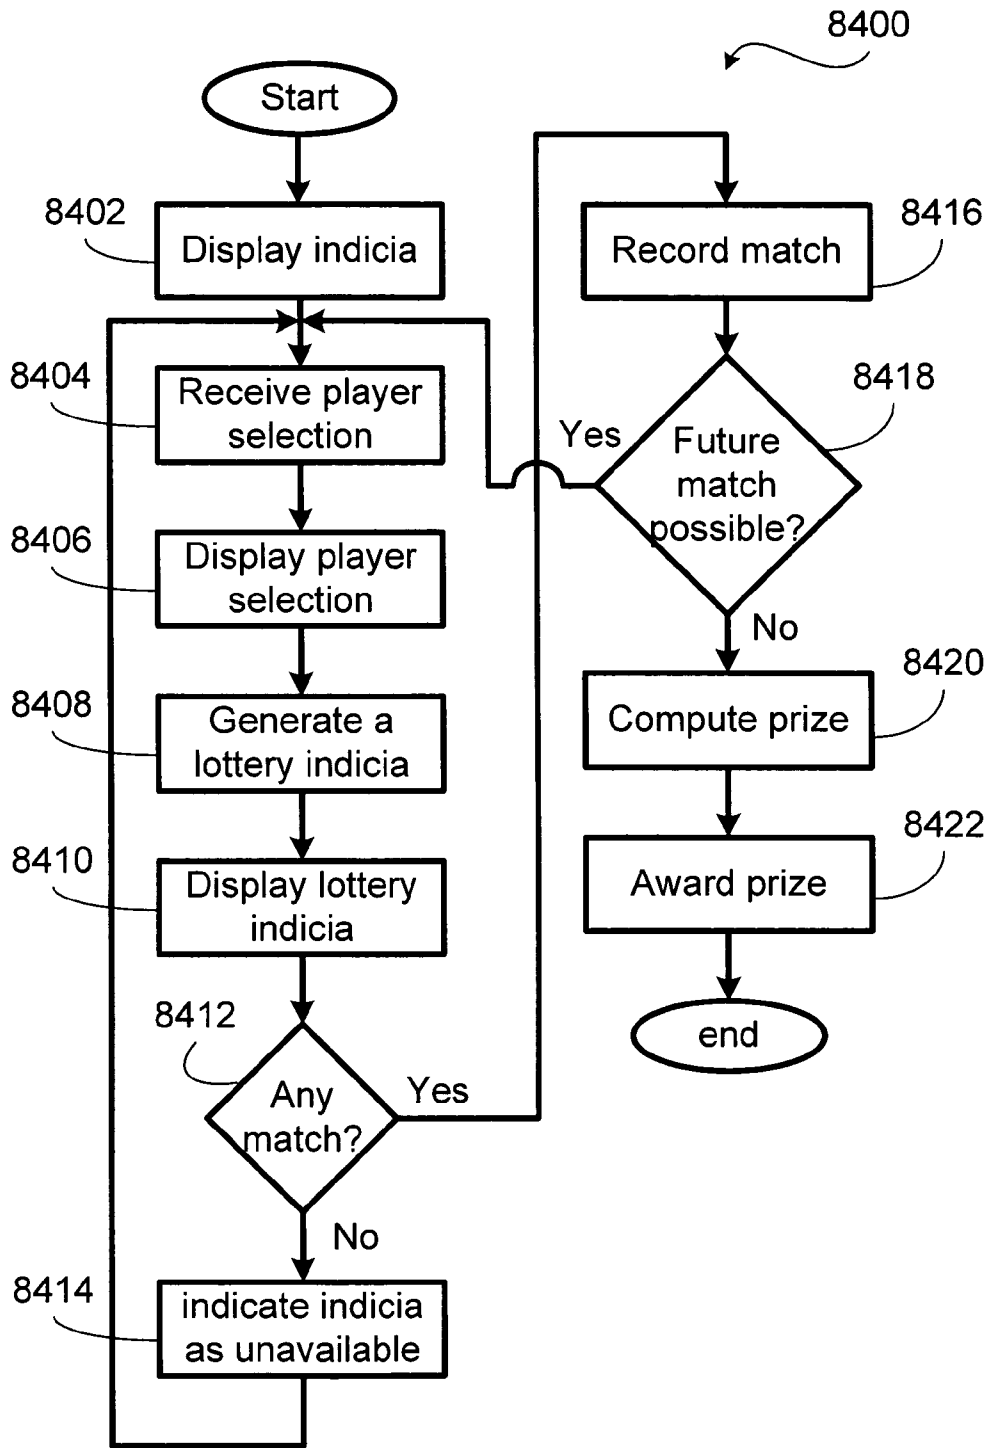 8400
Start
8402
Display indicia
8404
Receive player
selection
8406
Display player
selection
8408
Generate a
lottery indicia
8410
Display lottery
indicia
8412
Any
match?
Yes
No
8414
indicate indicia
as unavailable
8416
Record match
8418
Future
match
possible?
Yes
No
8420
Compute prize
8422
Award prize
end